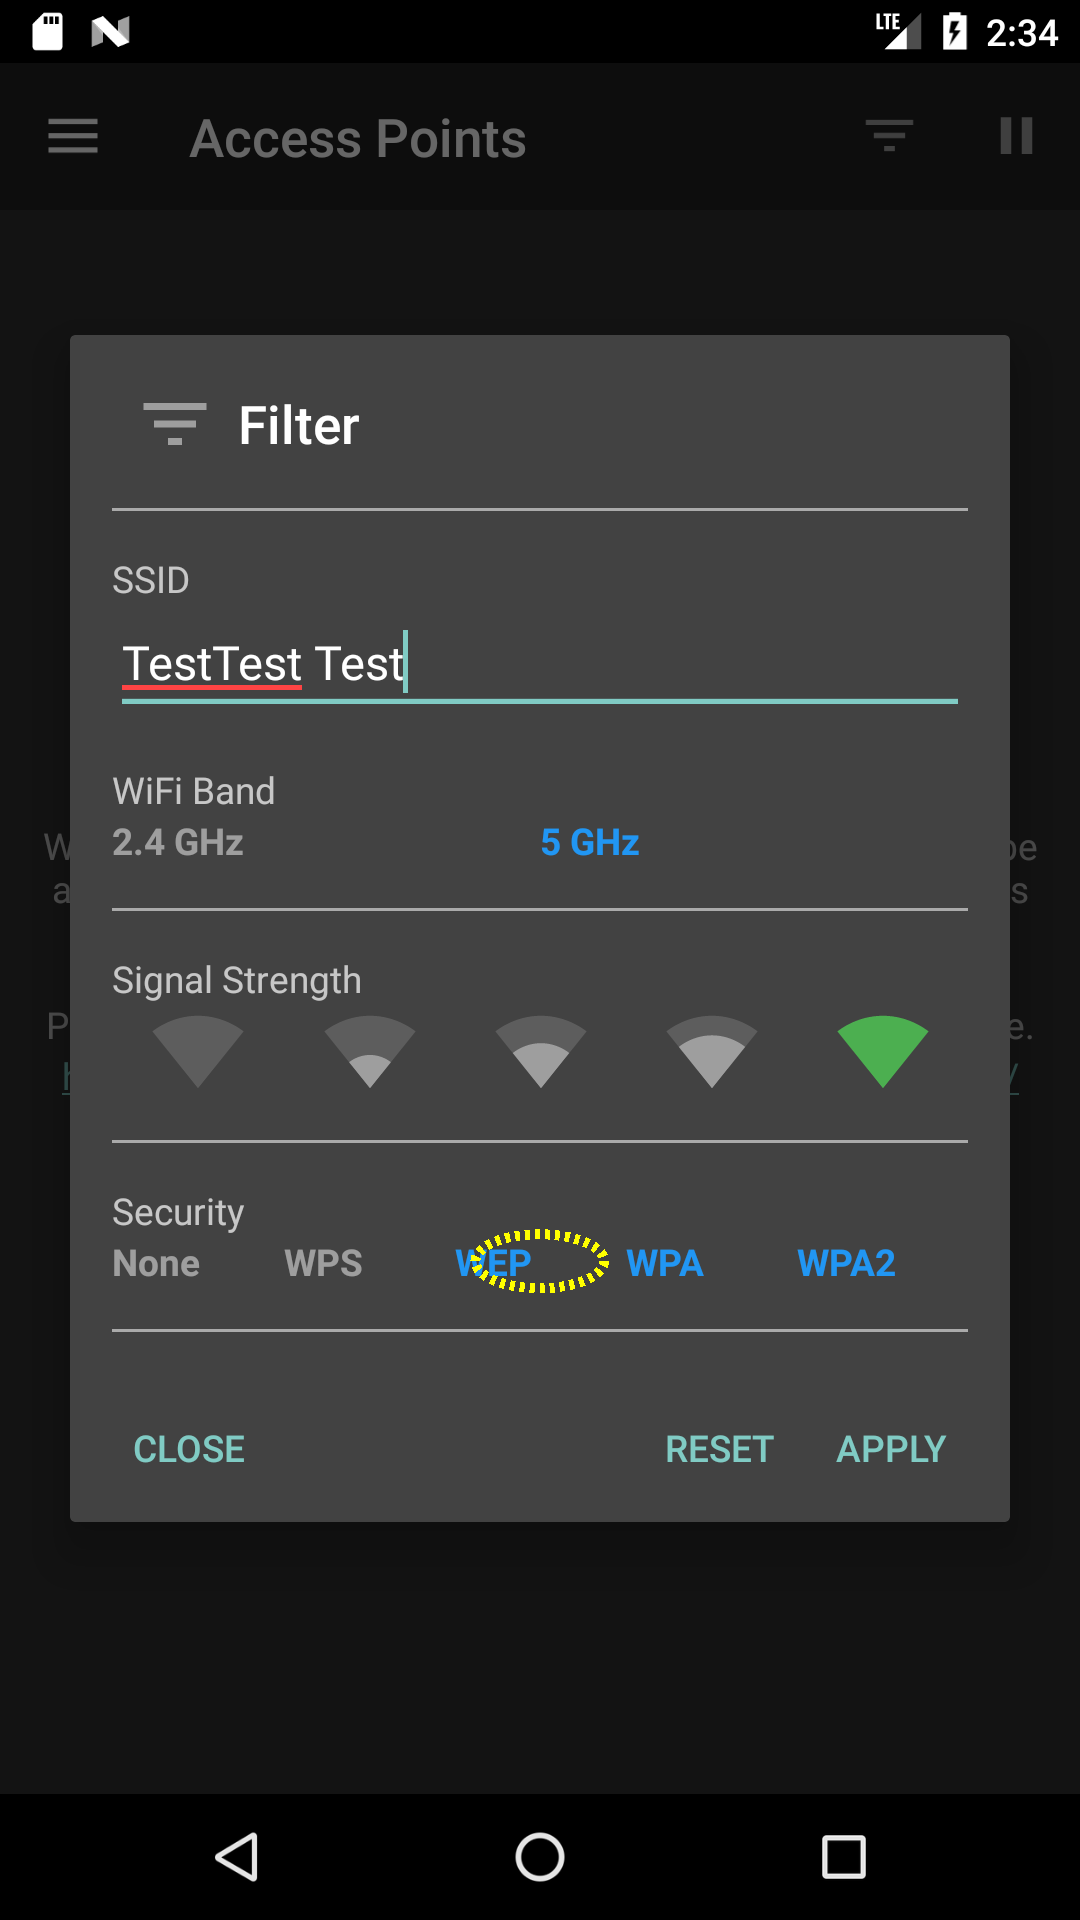 LTE 2:34
Access Points
Filter
SSID
TestTest Test
WiFi Band
2.4 GHz 5 GHz
Signal Strength
Security
None WPS WEP WPA WPA2
CLOSE RESET APPLY